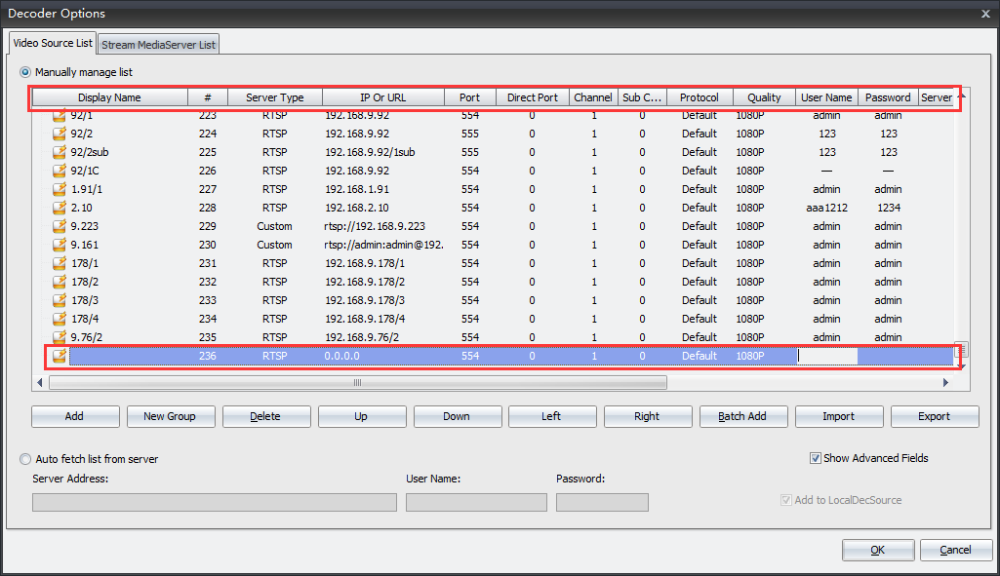 Decoder Options
Video Source List Stream MediaServer List
Manually manage list
Display Name # Server Type IP Or URL Port Direct Port Channel Sub C... Protocol Quality User Name Password Server
92/1 223 RTSP 192.168.9.92 554 0 1 0 Default 1080P admin admin
92/2 224 RTSP 192.168.9.92 555 0 1 0 Default 1080P 123 123
92/2sub 225 RTSP 192.168.9.92/1sub 555 0 1 0 Default 1080P 123 123
92/1C 226 RTSP 192.168.9.92 554 0 1 0 Default 1080P — —
1.91/1 227 RTSP 192.168.1.91 554 0 1 0 Default 1080P admin admin
2.10 228 RTSP 192.168.2.10 554 0 1 0 Default 1080P aaa1212 1234
9.223 229 Custom rtsp://192.168.9.223 554 0 1 0 Default 1080P admin admin
9.161 230 Custom rtsp://admin:admin@192. 554 0 1 0 Default 1080P admin admin
178/1 231 RTSP 192.168.9.178/1 554 0 1 0 Default 1080P admin admin
178/2 232 RTSP 192.168.9.178/2 554 0 1 0 Default 1080P admin admin
178/3 233 RTSP 192.168.9.178/3 554 0 1 0 Default 1080P admin admin
178/4 234 RTSP 192.168.9.178/4 554 0 1 0 Default 1080P admin admin
9.76/2 235 RTSP 192.168.9.76/2 554 0 1 0 Default 1080P admin admin
236 RTSP 0.0.0.0 554 0 1 0 Default 1080P
Add New Group Delete Up Down Left Right Batch Add Import Export
Auto fetch list from server Show Advanced Fields
Server Address: User Name: Password:
Add to LocalDecSource
OK Cancel